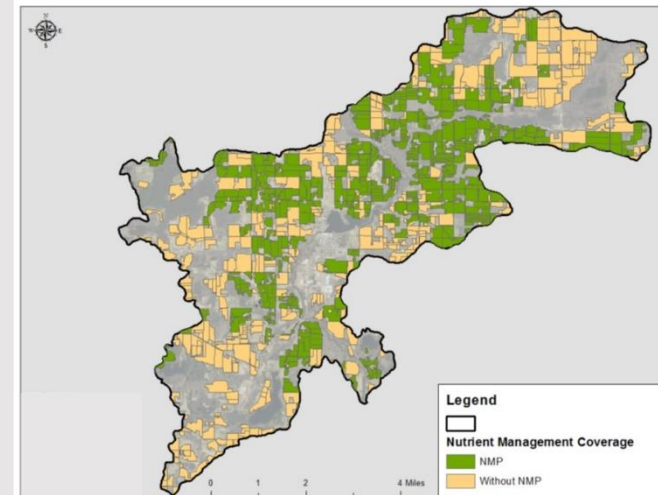 N
W E
S
Legend
Nutrient Management Coverage
NMP
Without NMP
0 1 2 4 Miles